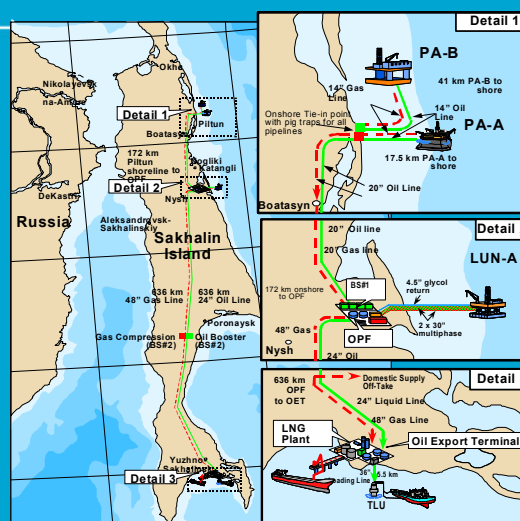 Okhe
Nikolayevsk
na-Amure
Detail 1
Piltun
Boatasyn
172 km
Piltun
shoreline to
OPF
Nogliki
Katangli
Detail 2
DeKastri
Nysh
Russia
Aleksandrovsk-
Sakhalinskiy
Sakhalin
Island
636 km
48" Gas Line
636 km
24" Oil Line
Poronaysk
Gas Compression
(BS#2)
Oil Booster
(BS#2)
Yuzhno
Detail 3
Detail 1
PA-B
14" Gas
Line
41 km PA-B to
shore
Onshore Tie-in point
with pig traps for all
pipelines
14" Oil
Line
PA-A
17.5 km PA-A to
shore
20" Oil Line
Boatasyn
Detail
20" Oil line
20" Gas line
LUN-A
172 km onshore
to OPF
BS#1
4.5" glycol
return
2 x 30"
multiphase
48" Gas
OPF
Nysh
24" Oil
Detail
636 km
OPF
to OET
Domestic Supply
Off-Take
24" Liquid Line
48" Gas Line
LNG
Plant
Oil Export Terminal
36"
5.5 km
Loading Line
TLU